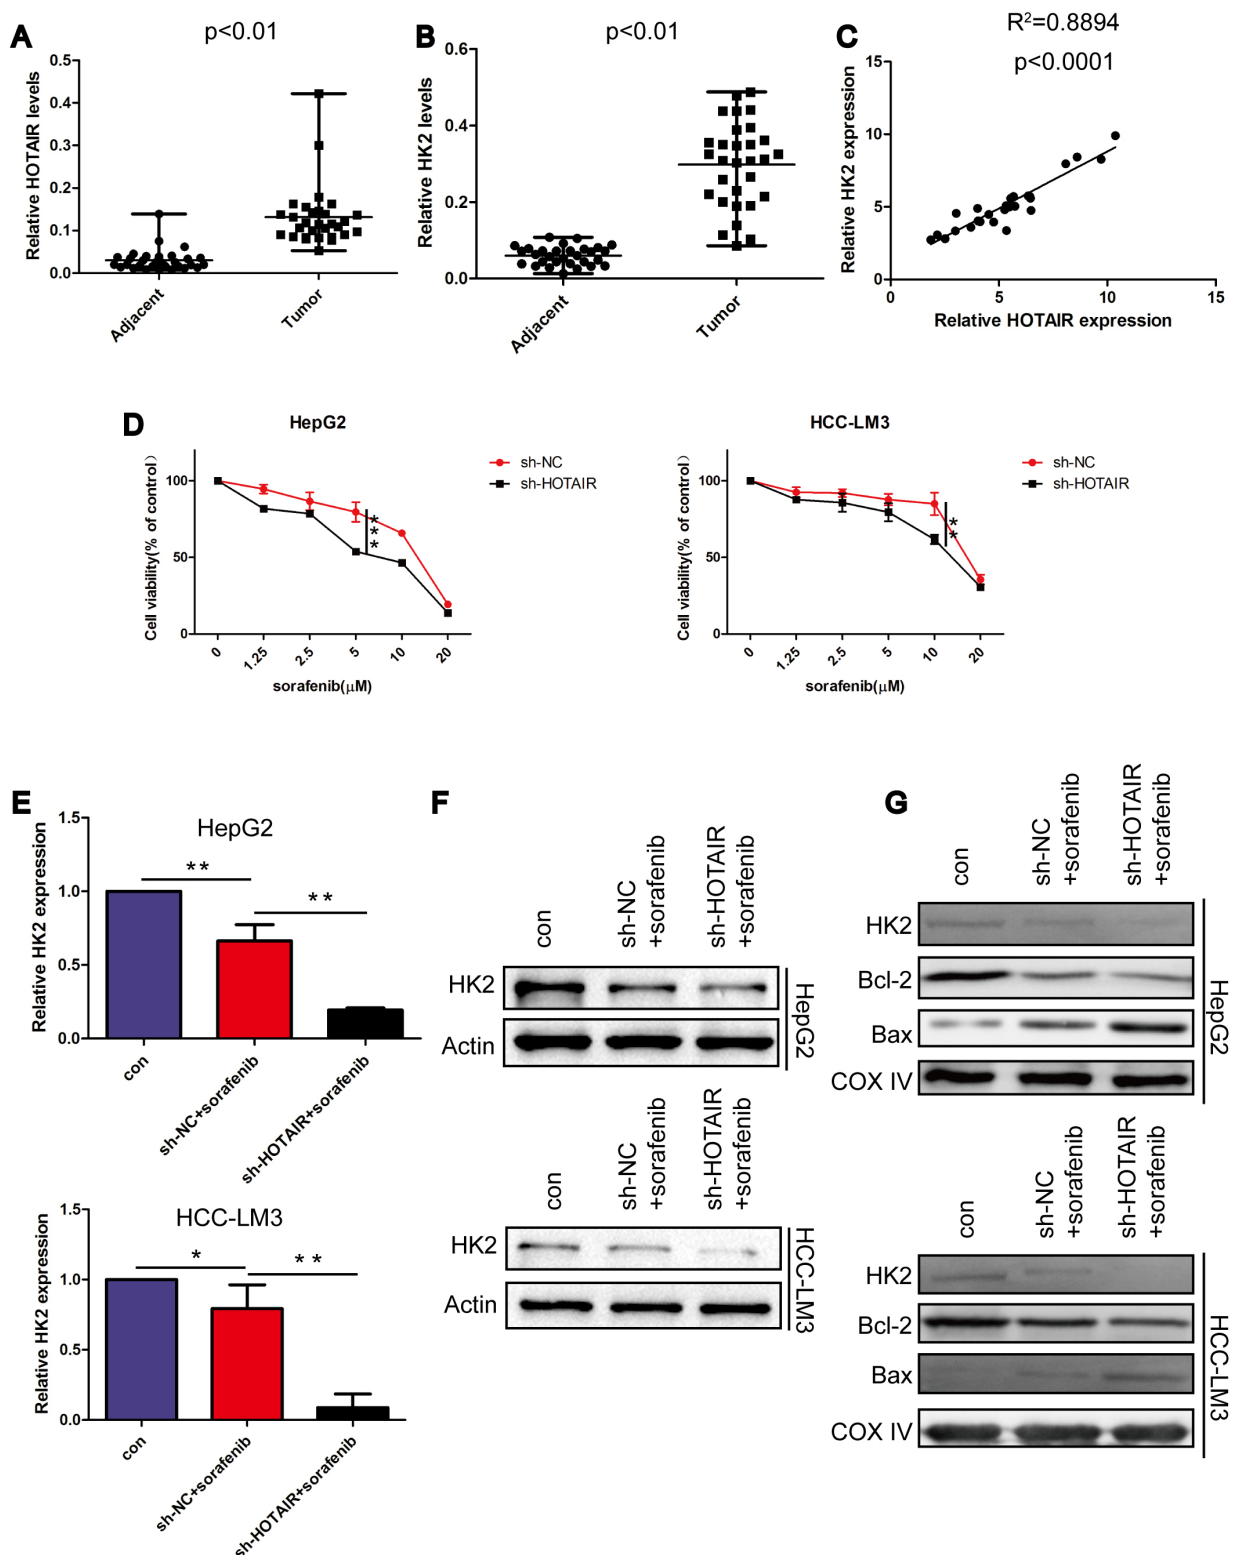 A
p<0.01
Relative HOTAIR levels
0.5
0.4
0.3
0.2
0.1
0.0
Adjacent
Tumor
B
p<0.01
Relative HK2 levels
0.6
0.4
0.2
0.0
Adjacent
Tumor
C
R²=0.8894
p<0.0001
Relative HK2 expression
15
10
5
0
0
5
10
15
Relative HOTAIR expression
D
HepG2
Cell viability(% of control)
100
50
0
0
1.25
2.5
5
10
20
sorafenib(μM)
sh-NC
sh-HOTAIR
***
HCC-LM3
Cell viability(% of control)
100
50
0
0
1.25
2.5
5
10
20
sorafenib(μM)
sh-NC
sh-HOTAIR
**
E
HepG2
Relative HK2 expression
1.5
1.0
0.5
0.0
**
**
con
sh-NC+sorafenib
sh-HOTAIR+sorafenib
HCC-LM3
Relative HK2 expression
1.5
1.0
0.5
0.0
*
**
con
sh-NC+sorafenib
sh-HOTAIR+sorafenib
F
con
sh-NC
+sorafenib
sh-HOTAIR
+sorafenib
HK2
Actin
HepG2
con
sh-NC
+sorafenib
sh-HOTAIR
+sorafenib
HK2
Actin
HCC-LM3
G
con
sh-NC
+sorafenib
sh-HOTAIR
+sorafenib
HK2
Bcl-2
Bax
COX IV
HepG2
con
sh-NC
+sorafenib
sh-HOTAIR
+sorafenib
HK2
Bcl-2
Bax
COX IV
HCC-LM3